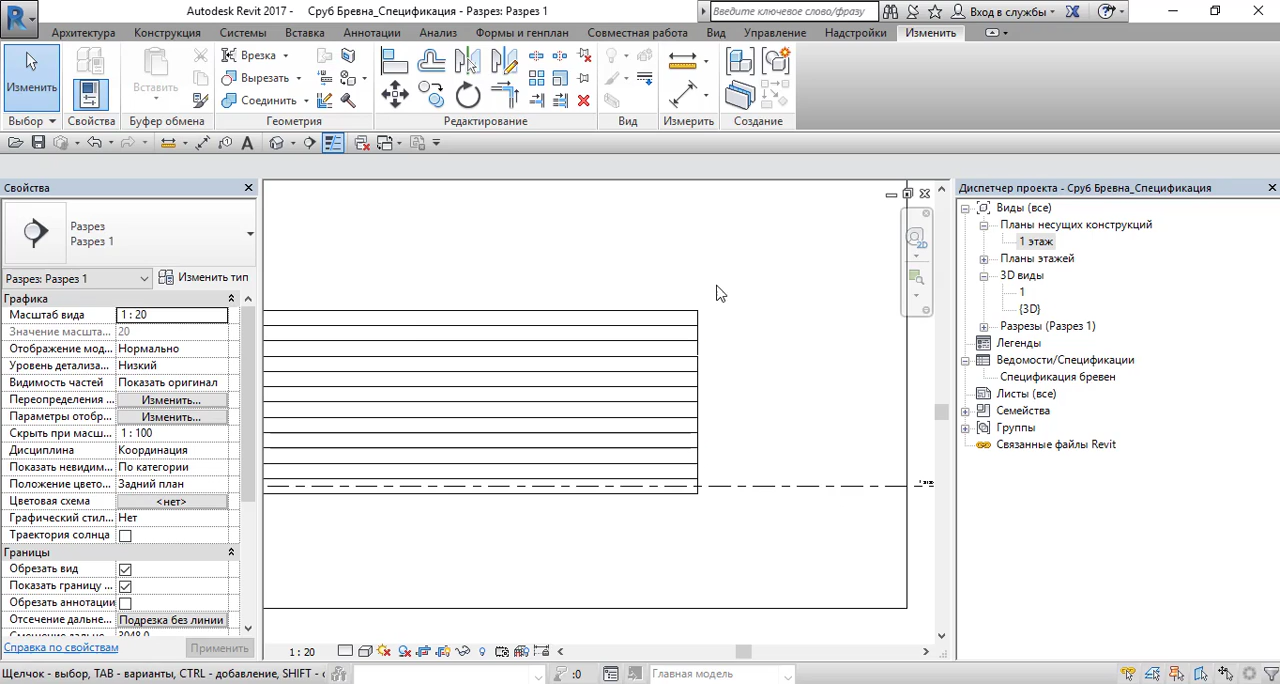 Autodesk Revit 2017 - Сруб Бревна_Спецификация - Разрез: Разрез 1
Введите ключевое слово/фразу
Вход в службы
Архитектура Конструкция Системы Вставка Аннотации Анализ Формы и генплан Совместная работа Вид Управление Надстройки Изменить
Изменить
Вставить
Врезка
Вырезать
Соединить
Выбор Свойства Буфер обмена Геометрия Редактирование Вид Измерить Создание
Свойства
Разрез
Разрез 1
Разрез: Разрез 1
Изменить тип
Графика
Масштаб вида 1 : 20
Значение масшта... 20
Отображение мод... Нормально
Уровень детализа... Низкий
Видимость частей Показать оригинал
Переопределения ... Изменить...
Параметры отобр... Изменить...
Скрыть при масш... 1 : 100
Дисциплина Координация
Показать невидим... По категории
Положение цвето... Задний план
Цветовая схема <нет>
Графический стил... Нет
Траектория солнца
Границы
Обрезать вид
Показать границу ...
Обрезать аннотации
Отсечение дальне... Подрезка без линии
Справка по свойствам
Применить
2D
1 : 20
Диспетчер проекта - Сруб Бревна_Спецификация
Виды (все)
Планы несущих конструкций
1 этаж
Планы этажей
3D виды
1
{3D}
Разрезы (Разрез 1)
Легенды
Ведомости/Спецификации
Спецификация бревен
Листы (все)
Семейства
Группы
Связанные файлы Revit
Щелчок - выбор, TAB - варианты, CTRL - добавление, SHIFT - с
:0
Главная модель